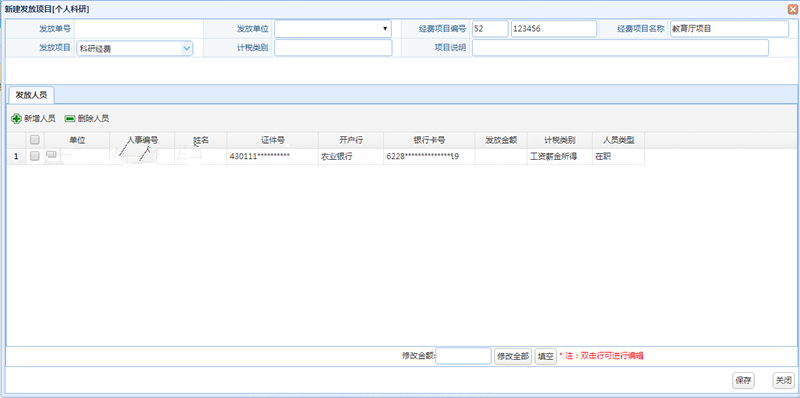 新建发放项目[个人科研]
发放单号 发放单位 经费项目编号 52 123456 经费项目名称 教育厅项目
发放项目 科研经费 计税类别 项目说明
发放人员
新增人员 删除人员
单位 人事编号 姓名 证件号 开户行 银行卡号 发放金额 计税类别 人员类型
1 430111********** 农业银行 6228**************19 工资薪金所得 在职
修改金额: 修改全部 填空 * 注：双击行可进行编辑
保存 关闭